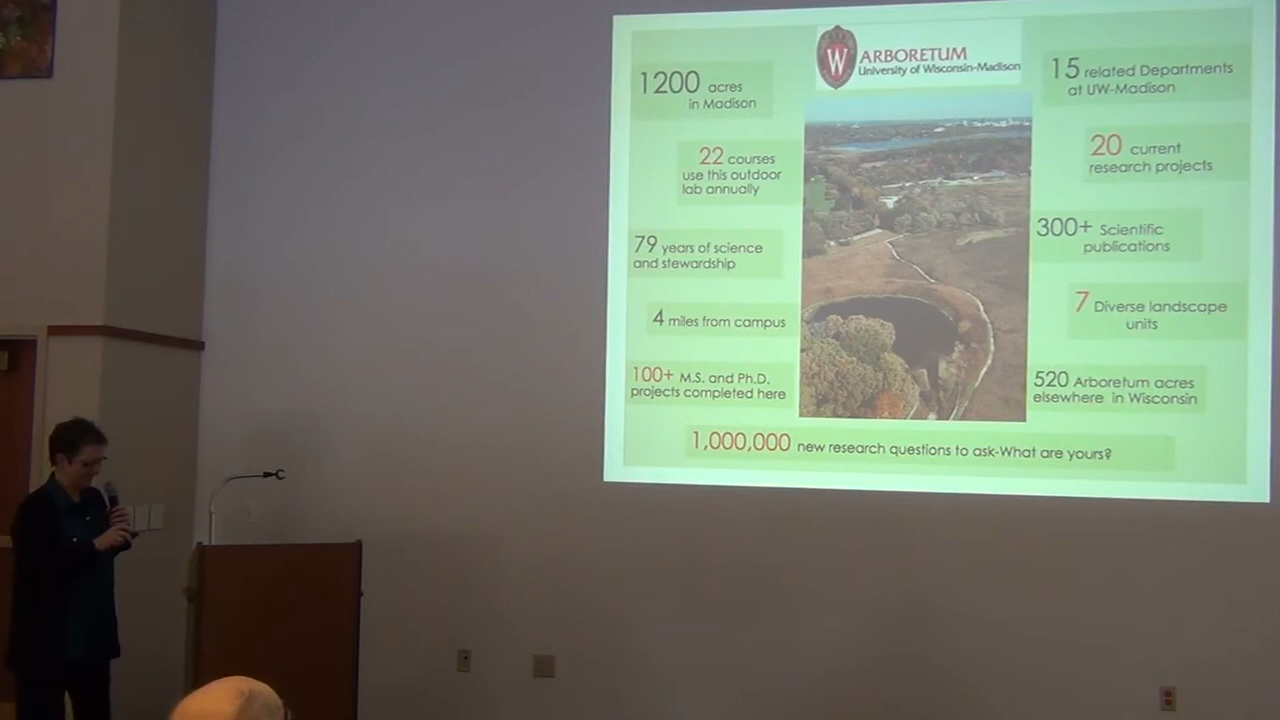 W
ARBORETUM
University of Wisconsin-Madison
1200 acres
in Madison
22 courses
use this outdoor
lab annually
79 years of science
and stewardship
4 miles from campus
100+ M.S. and Ph.D.
projects completed here
15 related Departments
at UW-Madison
20 current
research projects
300+ Scientific
publications
7 Diverse landscape
units
520 Arboretum acres
elsewhere in Wisconsin
1,000,000 new research questions to ask-What are yours?